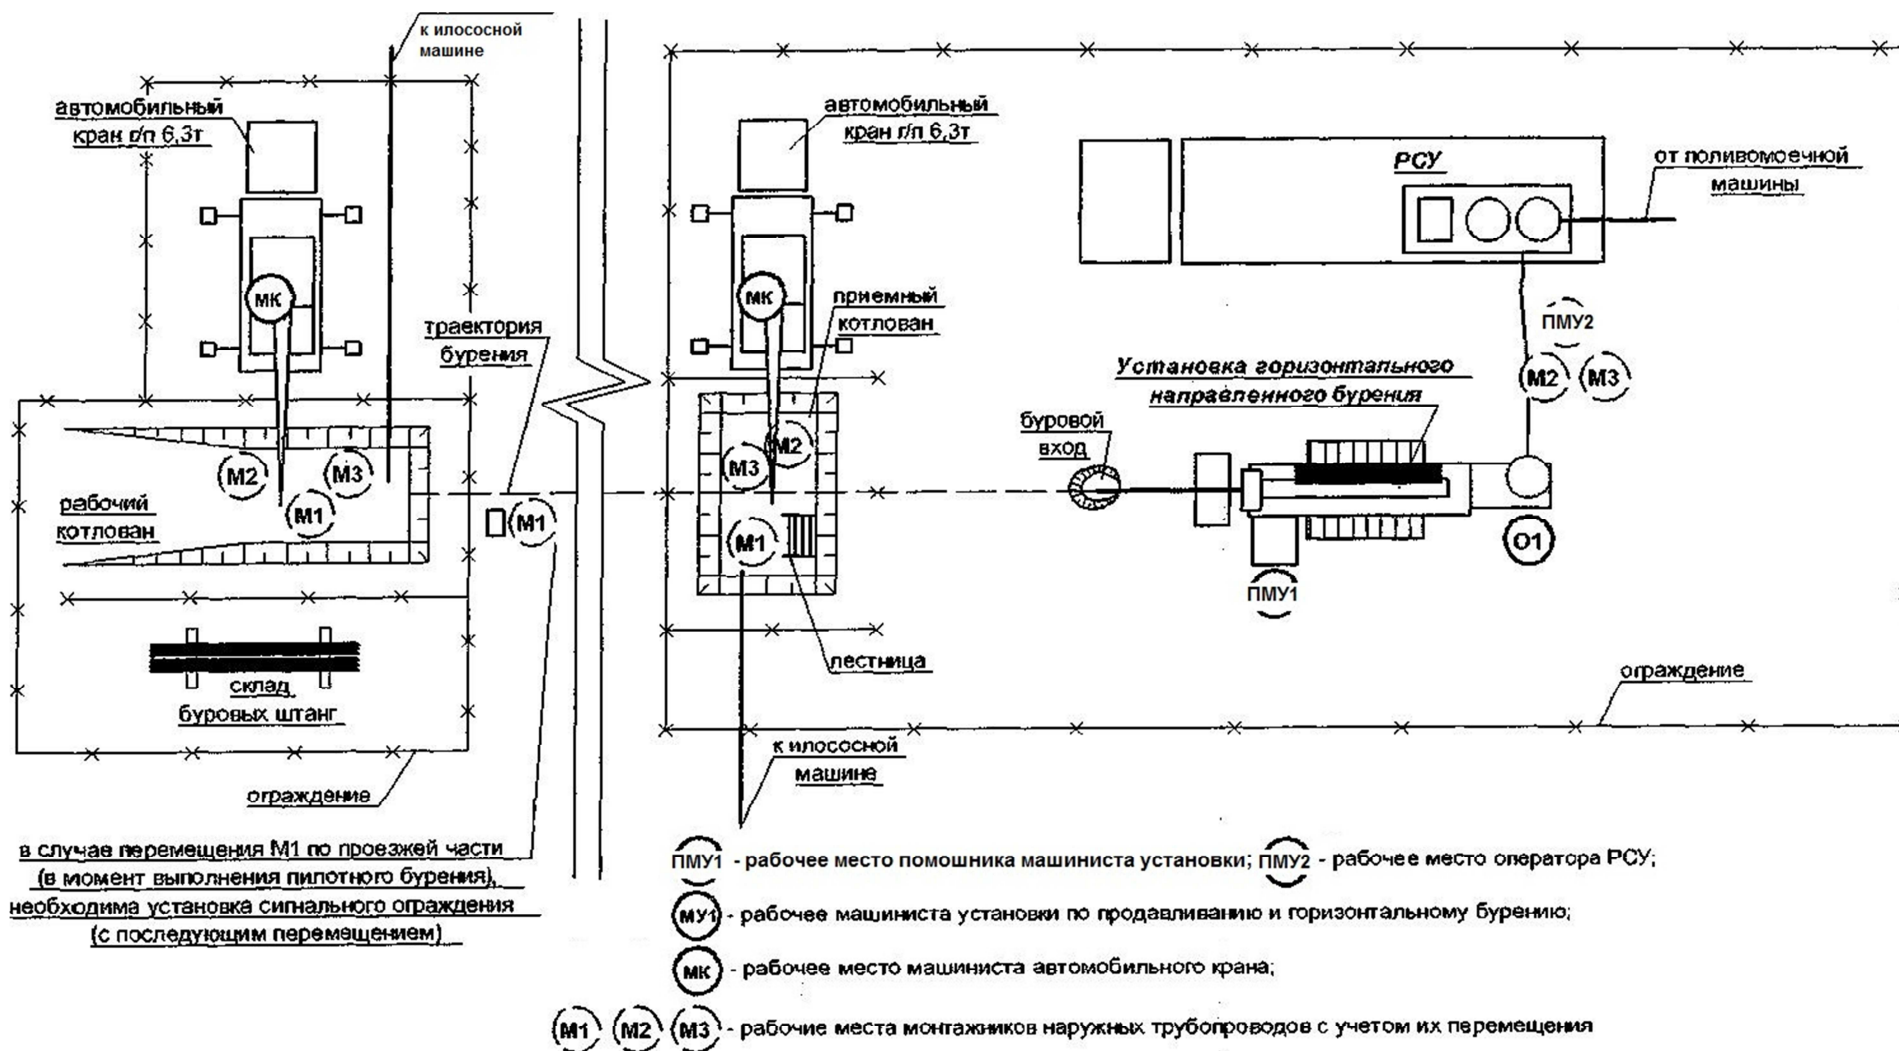 к илососной
машине
автомобильный
кран г/п 6,3т
МК
траектория
бурения
М2
М3
М1
рабочий
котлован
М1
склад
буровых штанг
ограждение
в случае перемещения М1 по проезжей части
(в момент выполнения пилотного бурения),
необходима установка сигнального ограждения
(с последующим перемещением)
автомобильный
кран г/п 6,3т
МК
приемный
котлован
М2
М3
М1
лестница
к илососной
машине
РСУ
от поливомоечной
машины
ПМУ2
М2
М3
Установка горизонтального
направленного бурения
буровой
вход
О1
ПМУ1
ограждение
ПМУ1 - рабочее место помошника машиниста установки; ПМУ2 - рабочее место оператора РСУ;
МУ1 - рабочее машиниста установки по продавливанию и горизонтальному бурению;
МК - рабочее место машиниста автомобильного крана;
М1 М2 М3 - рабочие места монтажников наружных трубопроводов с учетом их перемещения